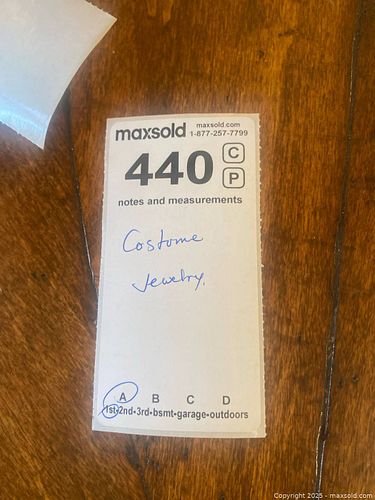 maxsold
maxsold.com
1-877-257-7799
440
C
P
notes and measurements
Costome
Jewelry.
A B C D
1st•2nd•3rd•bsmt•garage•outdoors
Copyright 2025 - maxsold.com